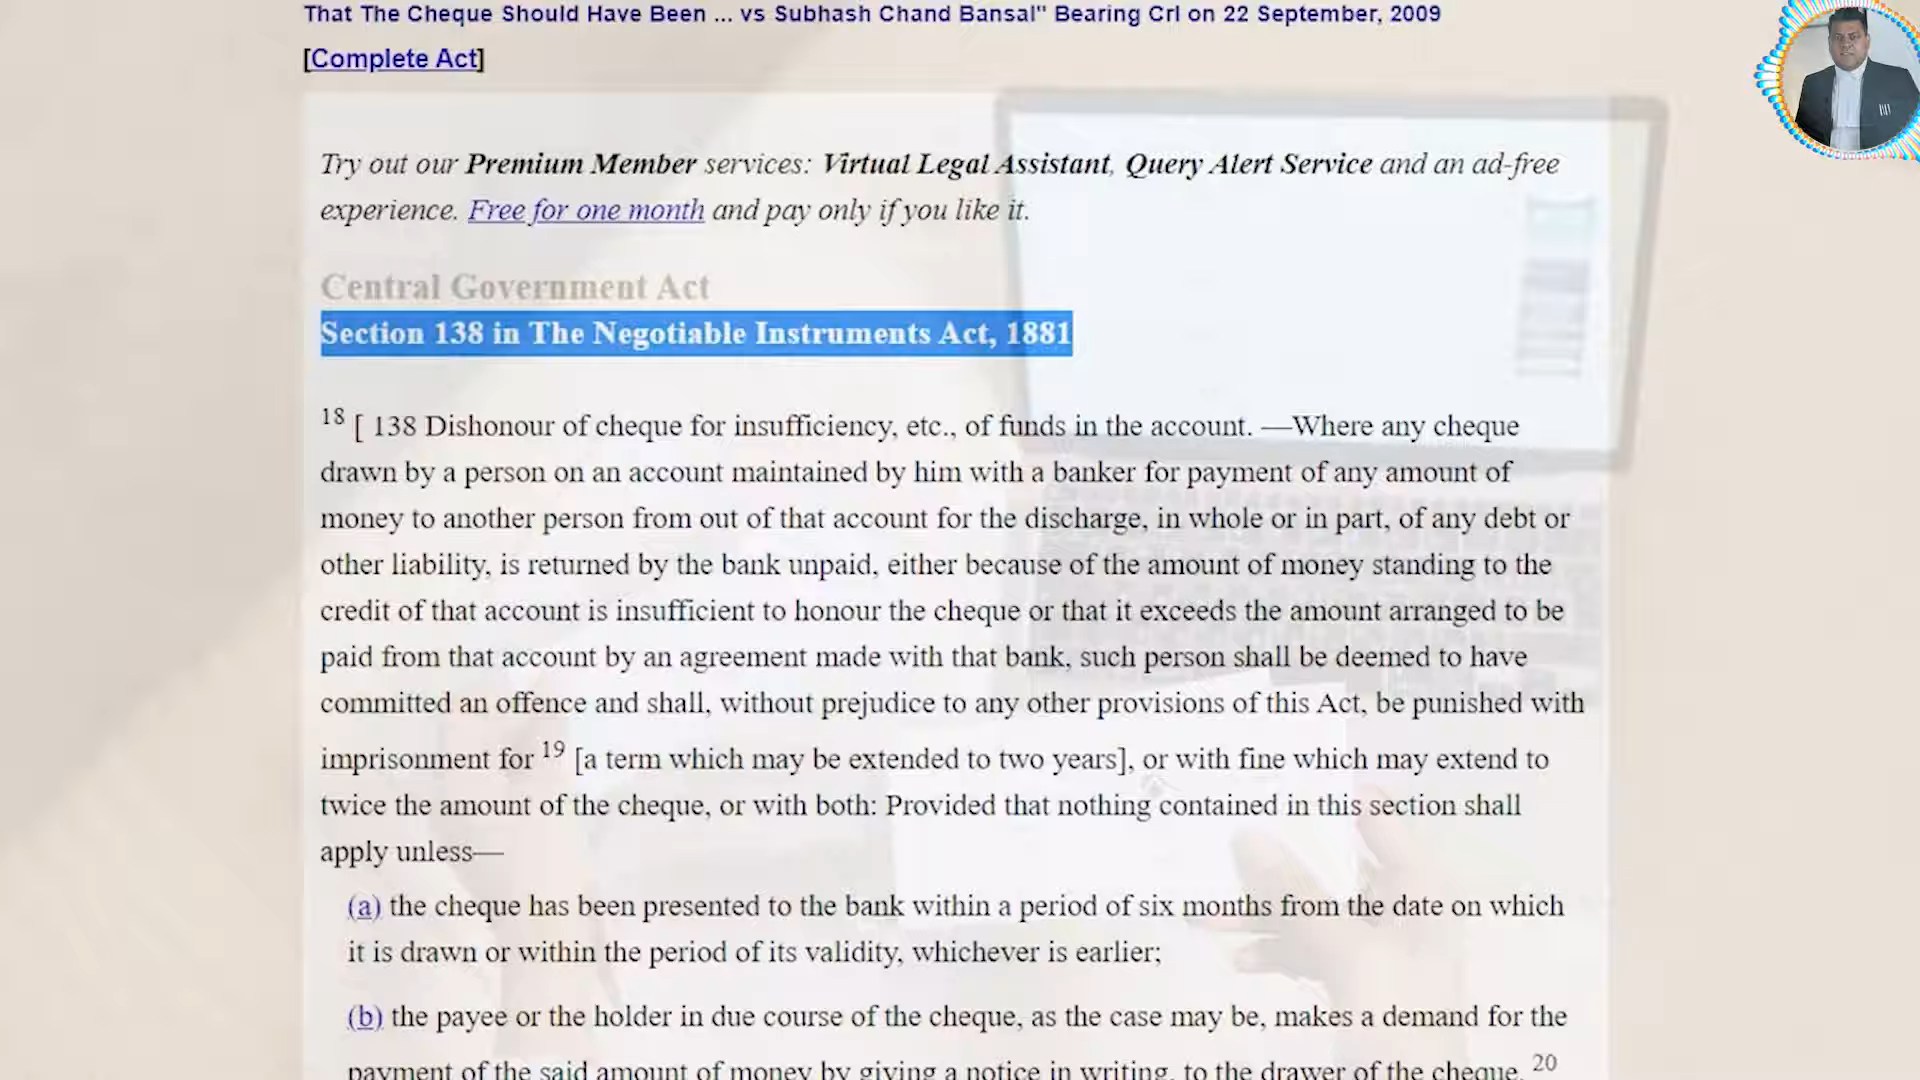 That The Cheque Should Have Been ... vs Subhash Chand Bansal" Bearing Crl on 22 September, 2009
[Complete Act]
Try out our Premium Member services: Virtual Legal Assistant, Query Alert Service and an ad-free
experience. Free for one month and pay only if you like it.
Central Government Act
Section 138 in The Negotiable Instruments Act, 1881
18 [ 138 Dishonour of cheque for insufficiency, etc., of funds in the account. —Where any cheque
drawn by a person on an account maintained by him with a banker for payment of any amount of
money to another person from out of that account for the discharge, in whole or in part, of any debt or
other liability, is returned by the bank unpaid, either because of the amount of money standing to the
credit of that account is insufficient to honour the cheque or that it exceeds the amount arranged to be
paid from that account by an agreement made with that bank, such person shall be deemed to have
committed an offence and shall, without prejudice to any other provisions of this Act, be punished with
imprisonment for 19 [a term which may be extended to two years], or with fine which may extend to
twice the amount of the cheque, or with both: Provided that nothing contained in this section shall
apply unless—
(a) the cheque has been presented to the bank within a period of six months from the date on which
it is drawn or within the period of its validity, whichever is earlier;
(b) the payee or the holder in due course of the cheque, as the case may be, makes a demand for the
payment of the said amount of money by giving a notice in writing, to the drawer of the cheque, 20